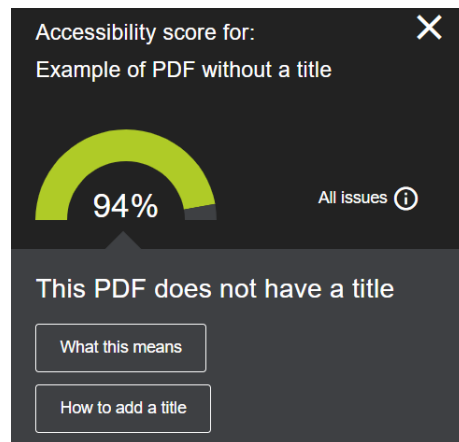 Accessibility score for:
Example of PDF without a title
94%
All issues
This PDF does not have a title
What this means
How to add a title